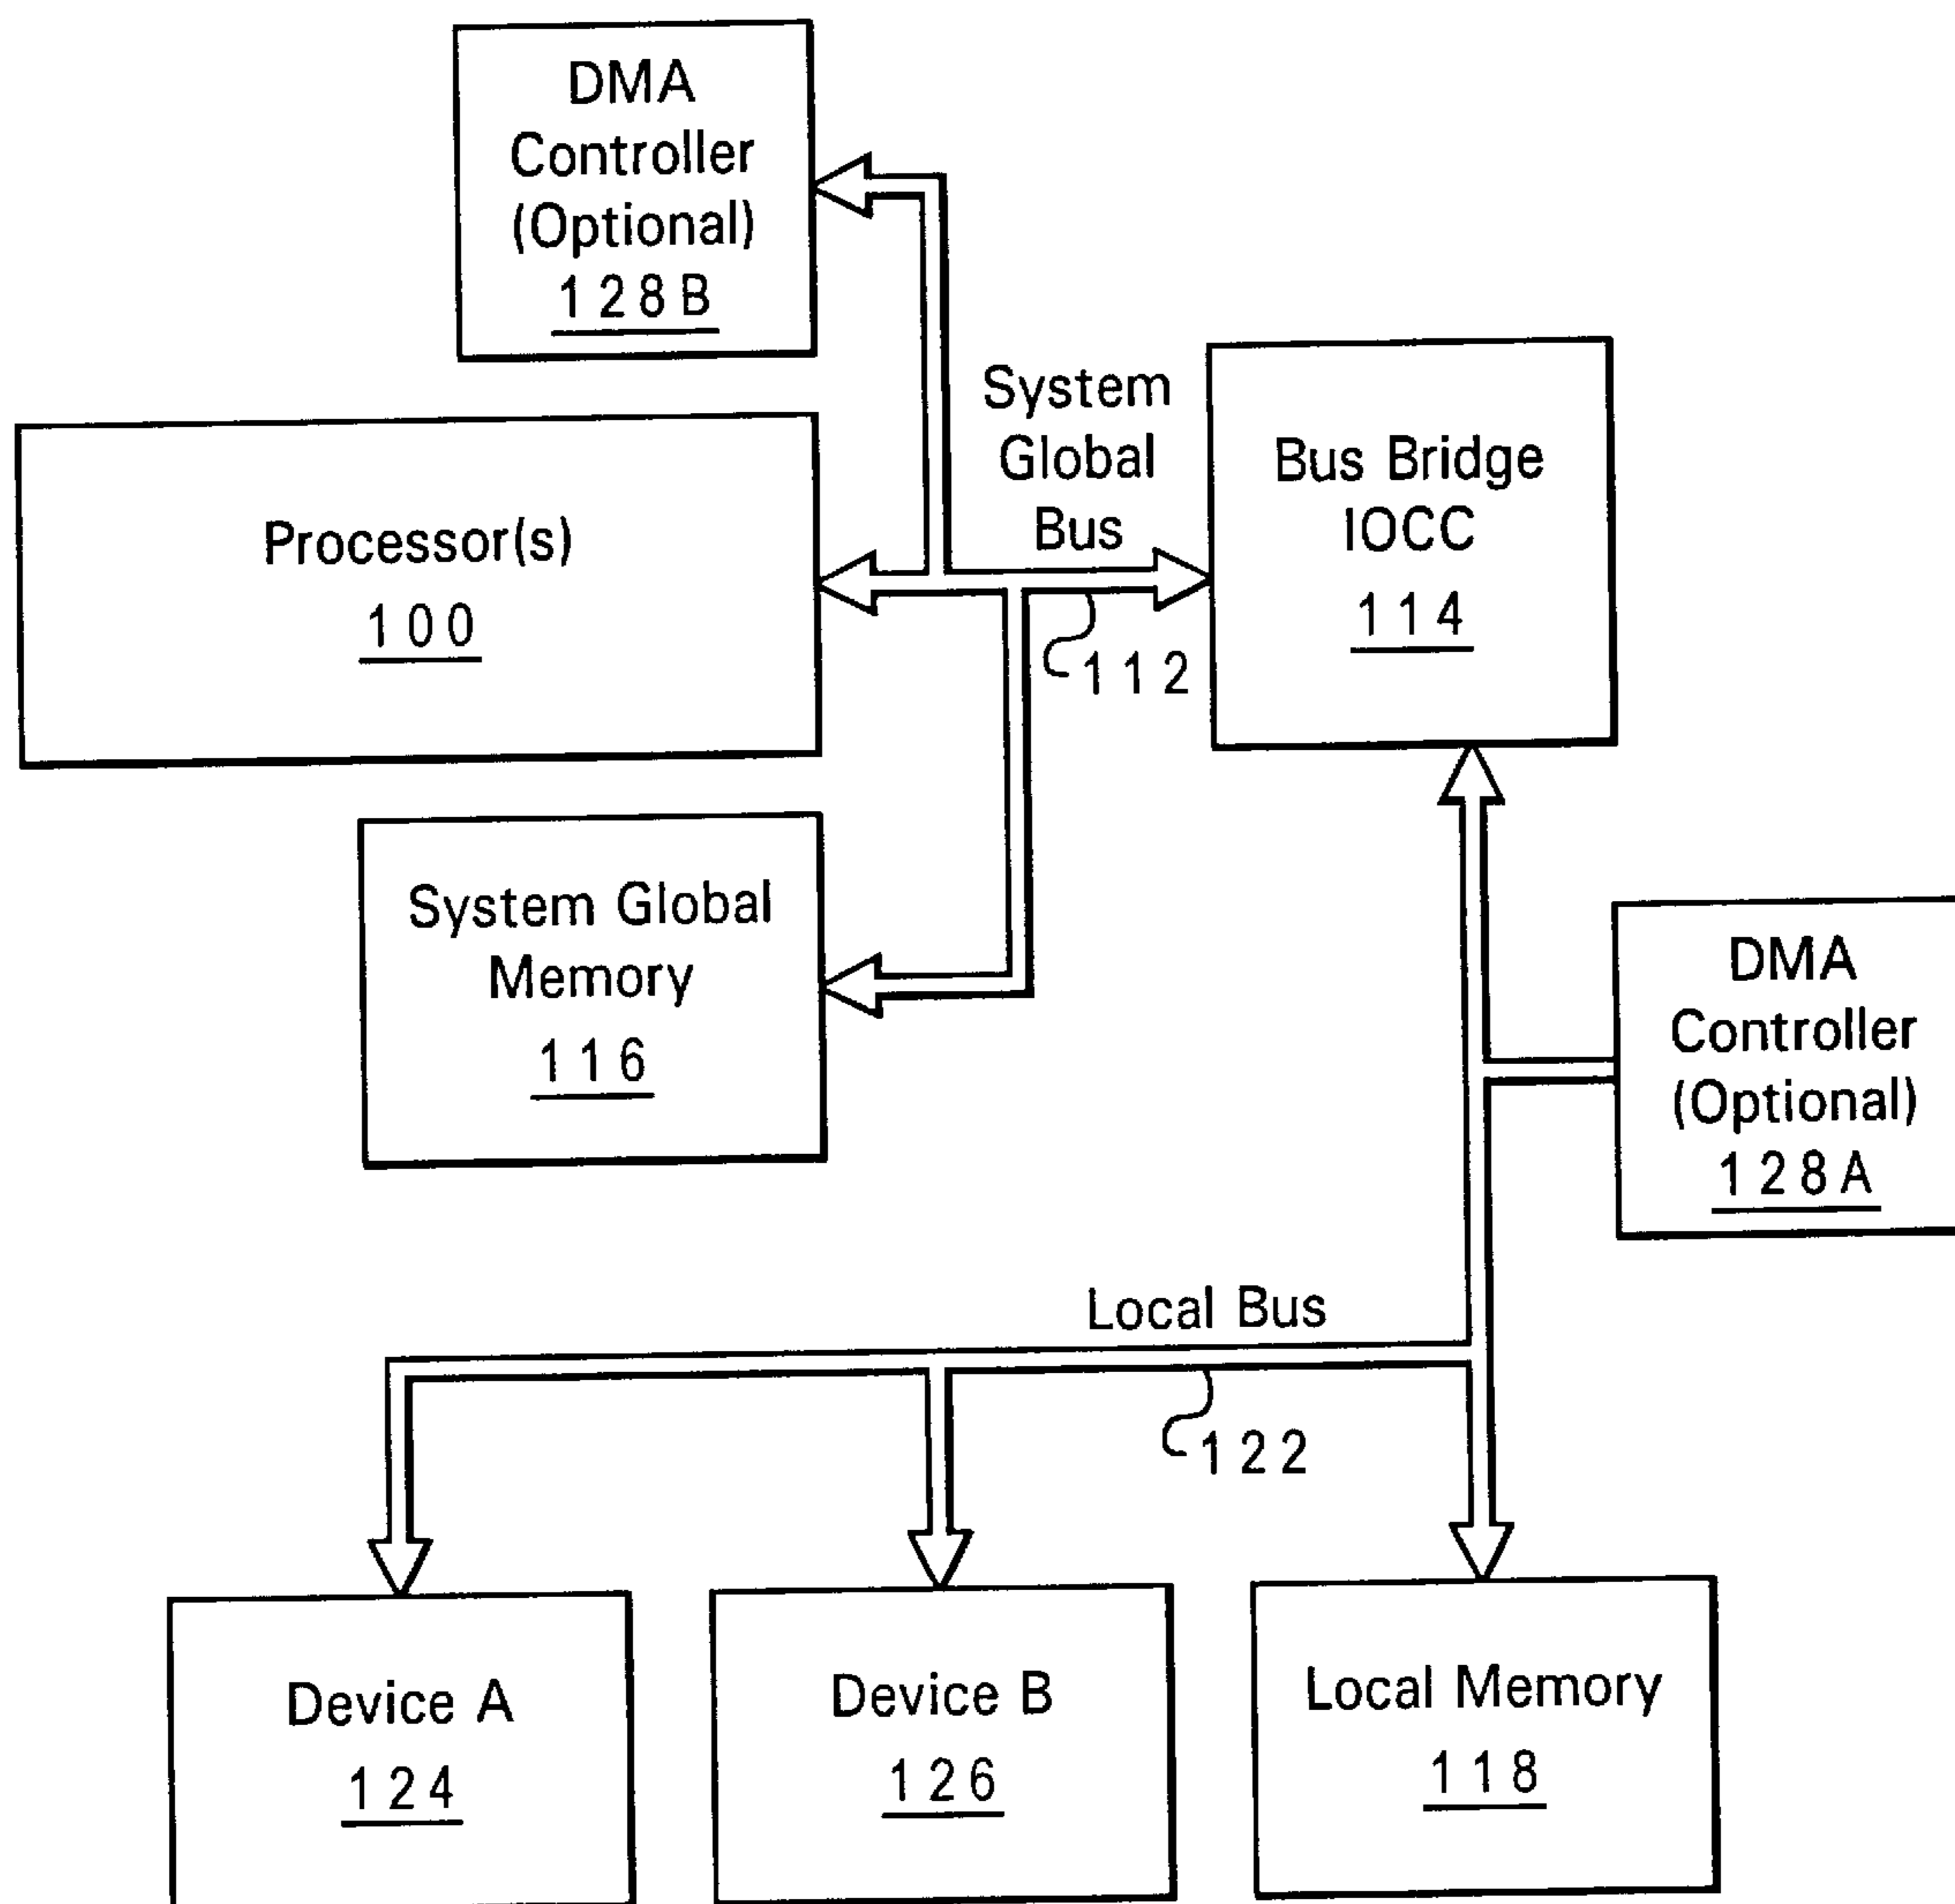 DMA
Controller
(Optional)
128B
System
Global
Bus
Bus Bridge
IOCC
114
Processor(s)
100
112
System Global
Memory
116
DMA
Controller
(Optional)
128A
Local Bus
122
Device A
124
Device B
126
Local Memory
118